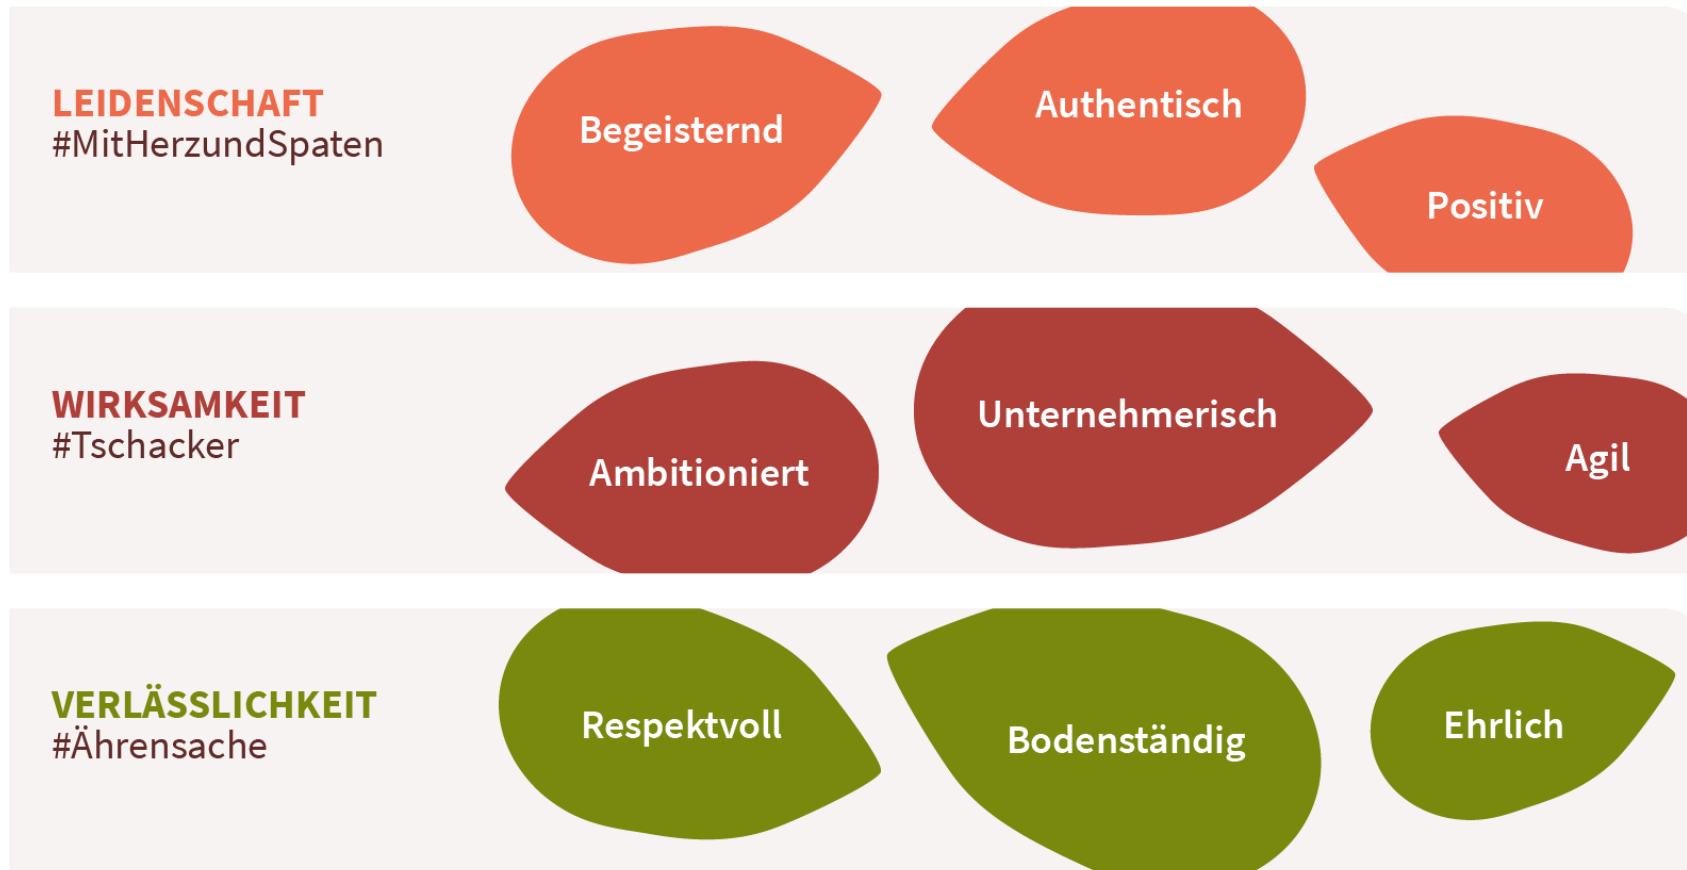 LEIDENSCHAFT
#MitHerzundSpaten
Begeisternd
Authentisch
Positiv
WIRKSAMKEIT
#Tschacker
Ambitioniert
Unternehmerisch
Agil
VERLÄSSLICHKEIT
#Ährensache
Respektvoll
Bodenständig
Ehrlich